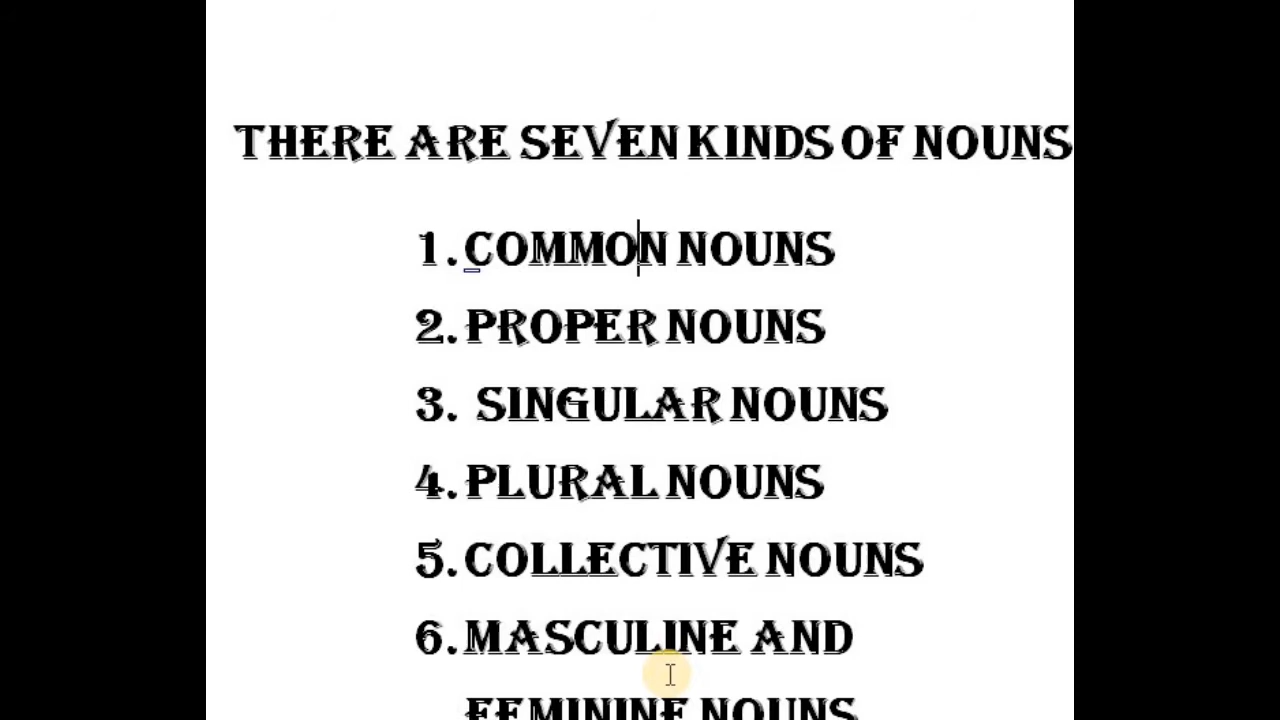 THERE ARE SEVEN KINDS OF NOUNS
1. COMMON NOUNS
2. PROPER NOUNS
3. SINGULAR NOUNS
4. PLURAL NOUNS
5. COLLECTIVE NOUNS
6. MASCULINE AND
FEMININE NOUNS